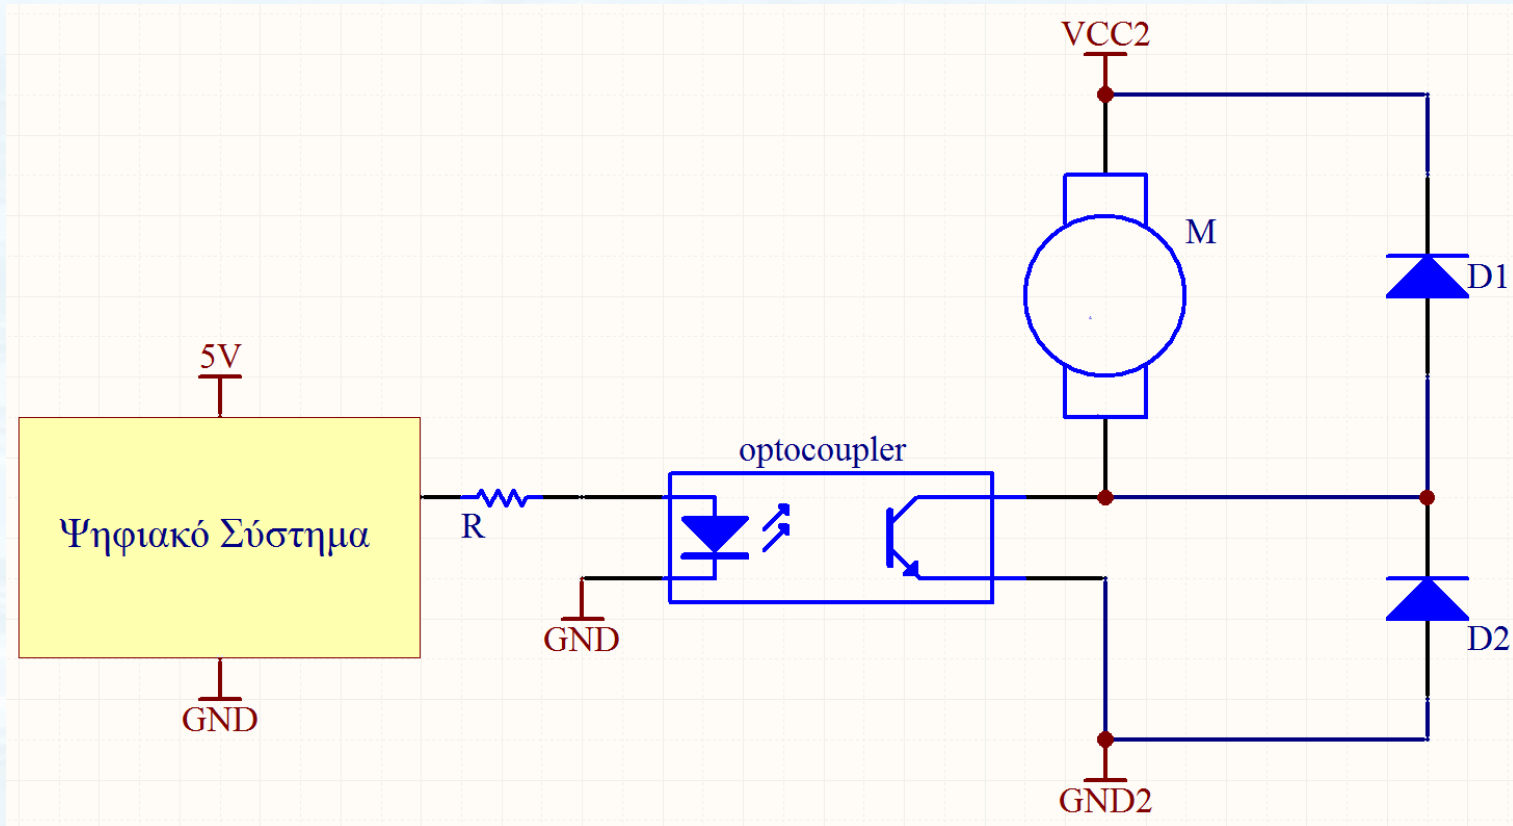 VCC2
M
D1
5V
optocoupler
Ψηφιακό Σύστημα
R
GND
D2
GND
GND2